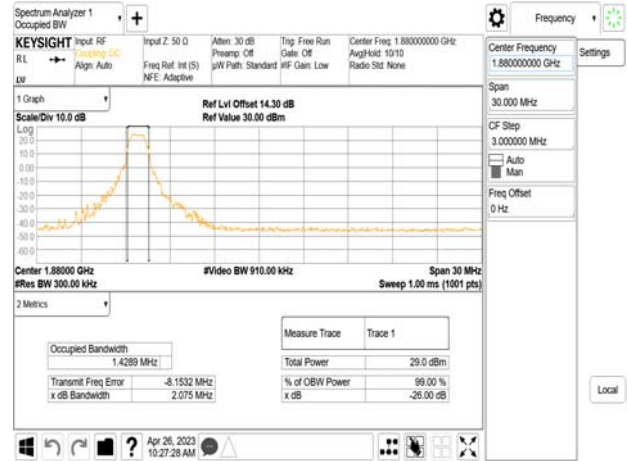 Spectrum Analyzer 1
Occupied BW
Frequency
KEYSIGHT
RL
Input: RF
Coupling: DC
Align: Auto
Input Z: 50 Ω
Freq Ref: Int (S)
NFE: Adaptive
Atten: 30 dB
Preamp: Off
µW Path: Standard
Trig: Free Run
Gate: Off
#IF Gain: Low
Center Freq: 1.880000000 GHz
Avg|Hold: 10/10
Radio Std: None
Center Frequency
1.880000000 GHz
Settings
Span
30.000 MHz
CF Step
3.000000 MHz
Auto
Man
Freq Offset
0 Hz
Local
1 Graph
Scale/Div 10.0 dB
Ref Lvl Offset 14.30 dB
Ref Value 30.00 dBm
Log
20.0
10.0
0.00
-10.0
-20.0
-30.0
-40.0
-50.0
-60.0
Center 1.88000 GHz
#Video BW 910.00 kHz
Span 30 MHz
#Res BW 300.00 kHz
Sweep 1.00 ms (1001 pts)
2 Metrics
Measure Trace Trace 1
Occupied Bandwidth
1.4289 MHz
Total Power 29.0 dBm
Transmit Freq Error -8.1532 MHz
% of OBW Power 99.00 %
x dB Bandwidth 2.075 MHz
x dB -26.00 dB
?
Apr 26, 2023
10:27:28 AM